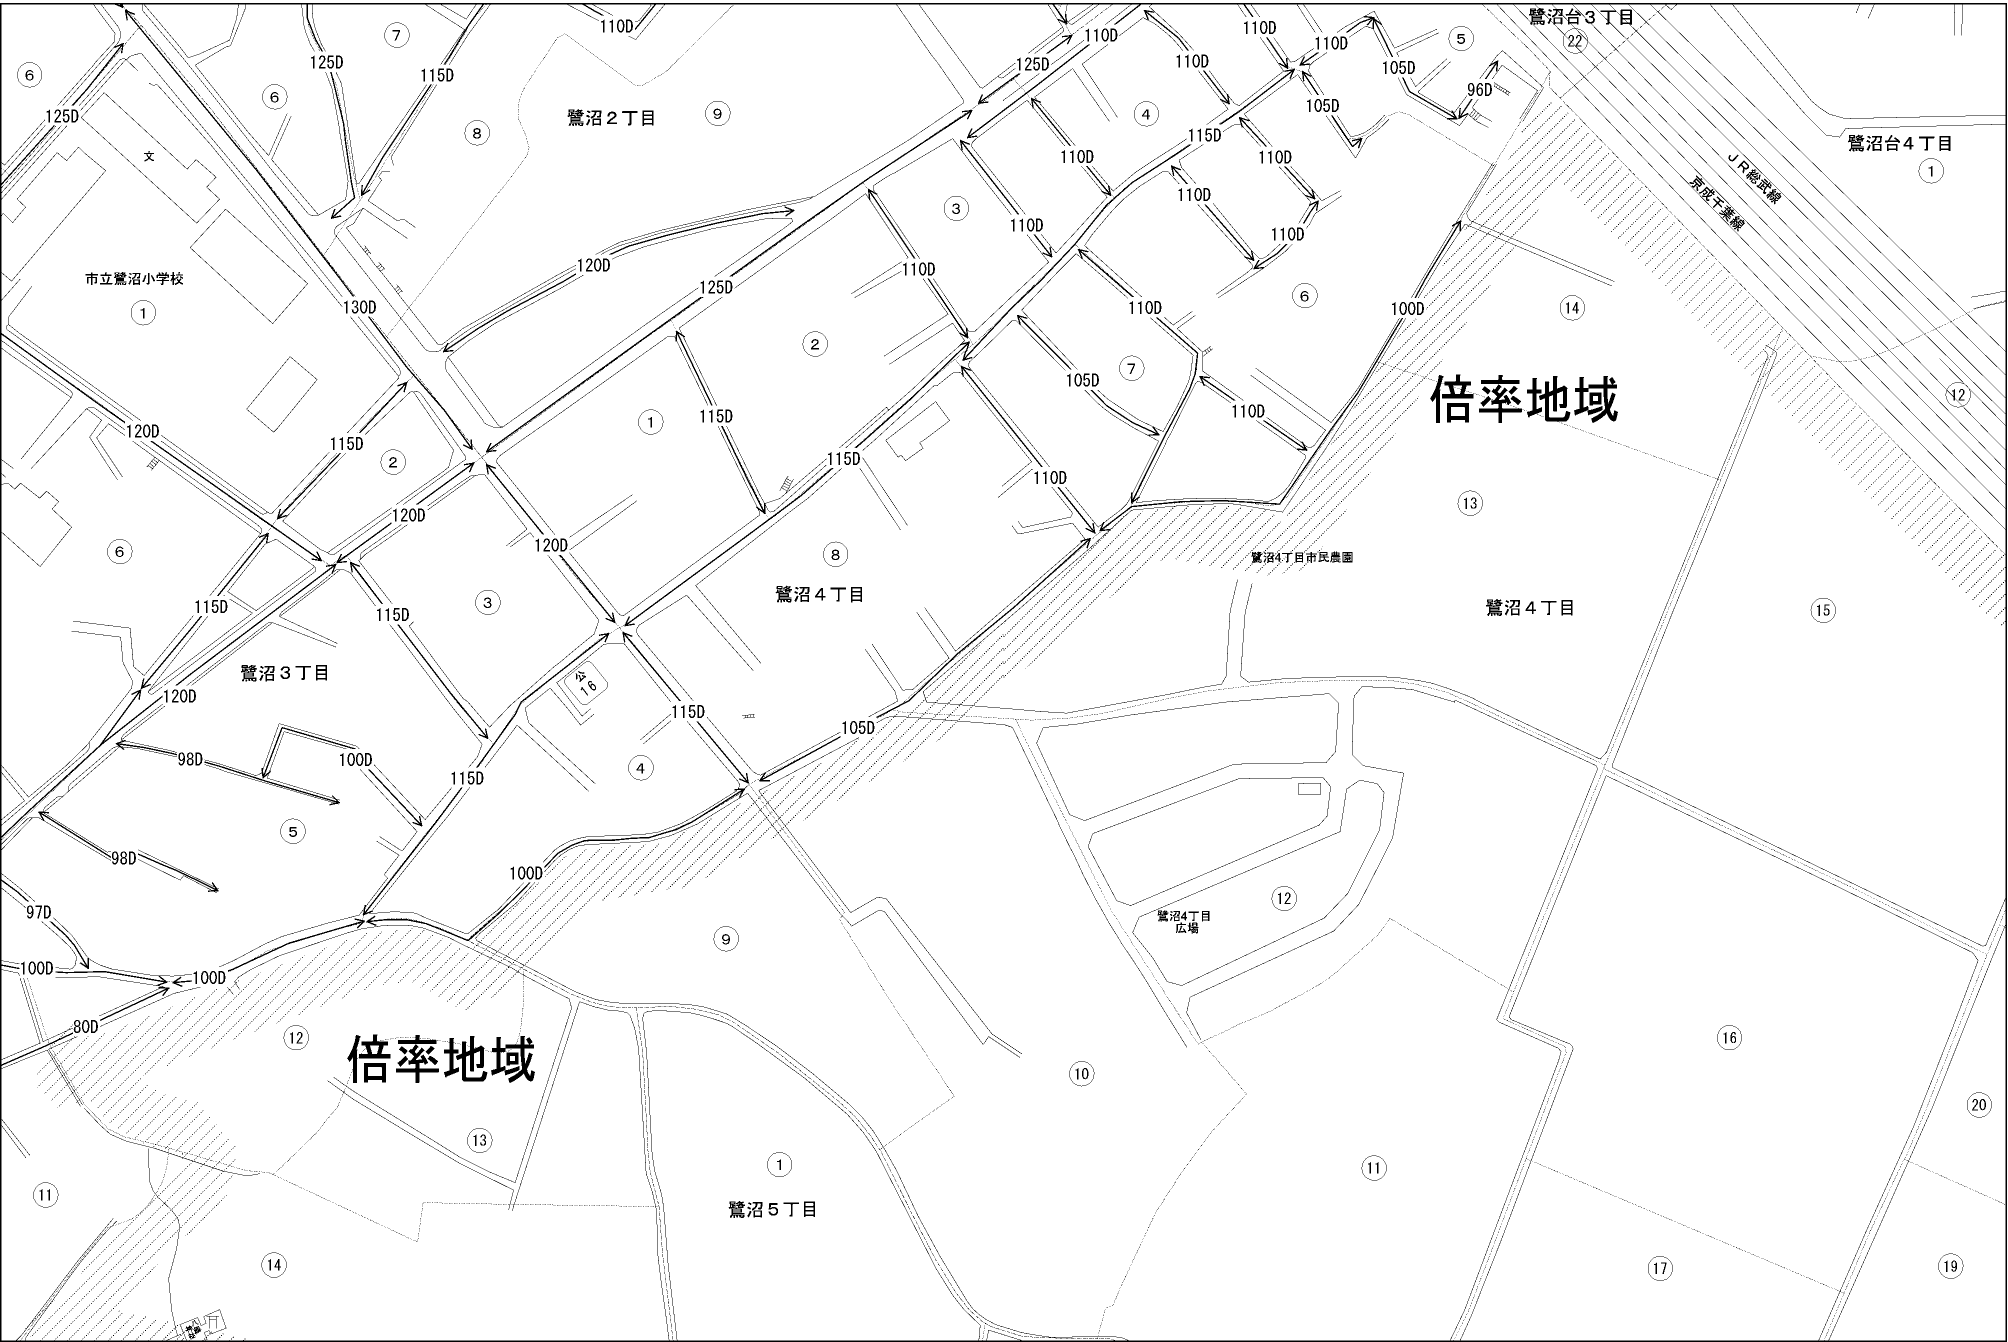 鷺沼台３丁目
110D
110D
110D
110D
⑦
⑤
㉒
125D
125D
110D
105D
115D
⑥
⑥
96D
105D
125D
鷺沼２丁目
⑨
④
⑧
115D
鷺沼台４丁目
文
110D
110D
①
ＪＲ総武線
京成千葉線
③
110D
110D
110D
120D
110D
市立鷺沼小学校
125D
⑥
130D
110D
100D
⑭
①
②
⑦
105D
倍率地域
⑫
110D
115D
①
120D
115D
②
115D
110D
⑬
120D
120D
⑥
⑧
鷺沼4丁目市民農園
鷺沼４丁目
鷺沼４丁目
③
115D
115D
⑮
鷺沼３丁目
公
16
120D
115D
105D
98D
100D
④
115D
⑤
98D
100D
⑫
97D
鷺沼4丁目
広場
⑨
100D
100D
80D
⑫
⑯
倍率地域
⑩
⑳
⑬
①
⑪
⑪
鷺沼５丁目
⑭
⑰
⑲